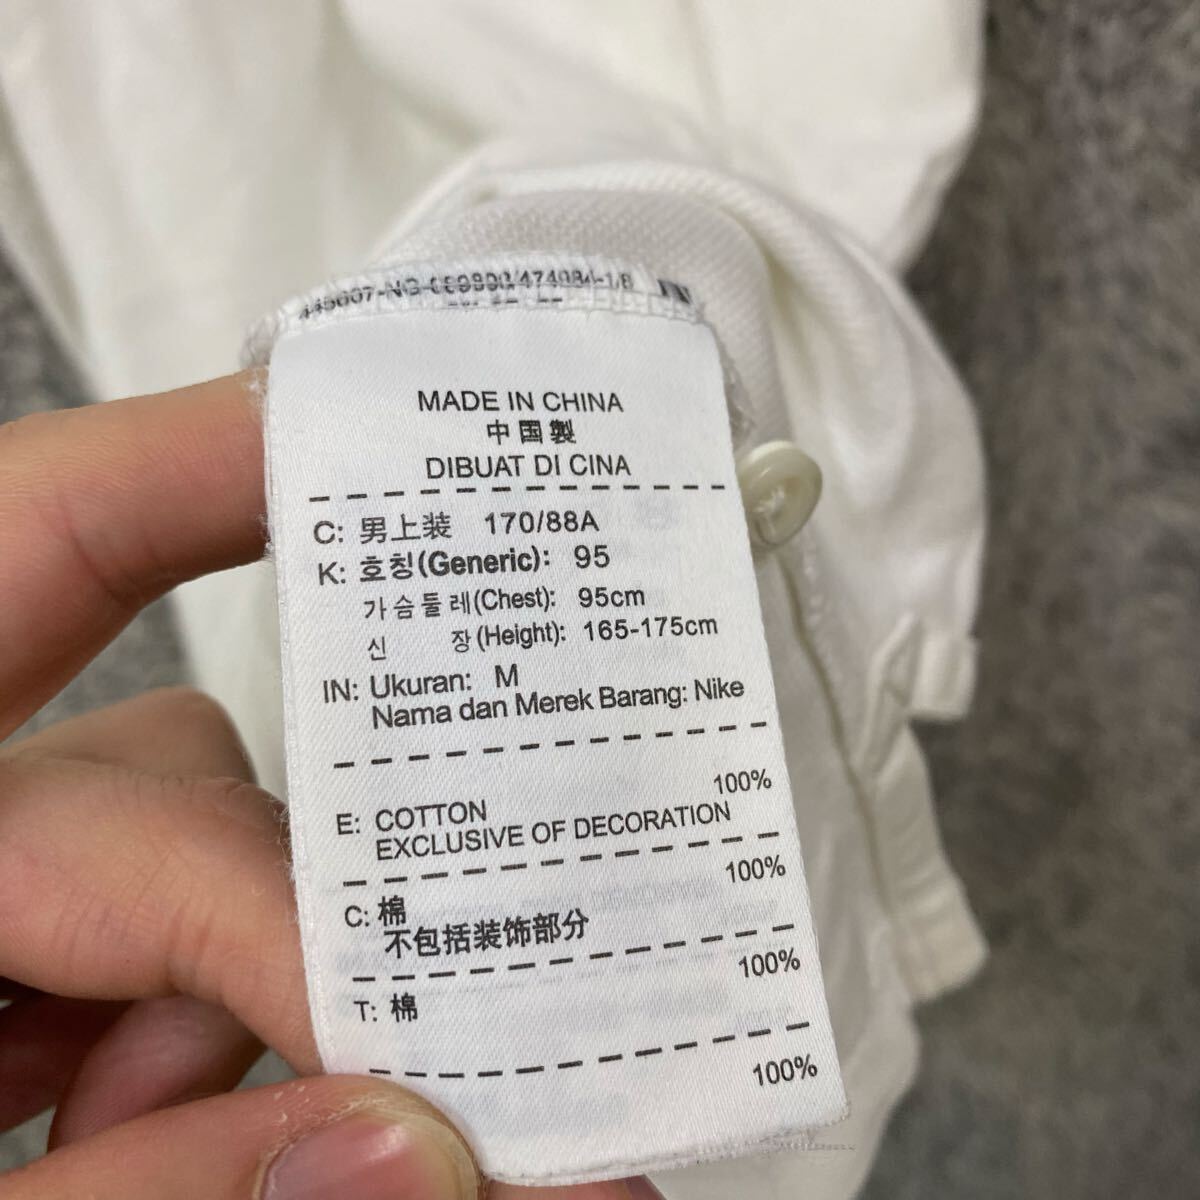 MADE IN CHINA
中国製
DIBUAT DI CINA
C: 男上装 170/88A
K: 호칭(Generic): 95
가슴둘레(Chest): 95cm
신 장(Height): 165-175cm
IN: Ukuran: M
Nama dan Merek Barang: Nike
100%
E: COTTON
EXCLUSIVE OF DECORATION
100%
C: 棉
不包括装饰部分
100%
T: 棉
100%